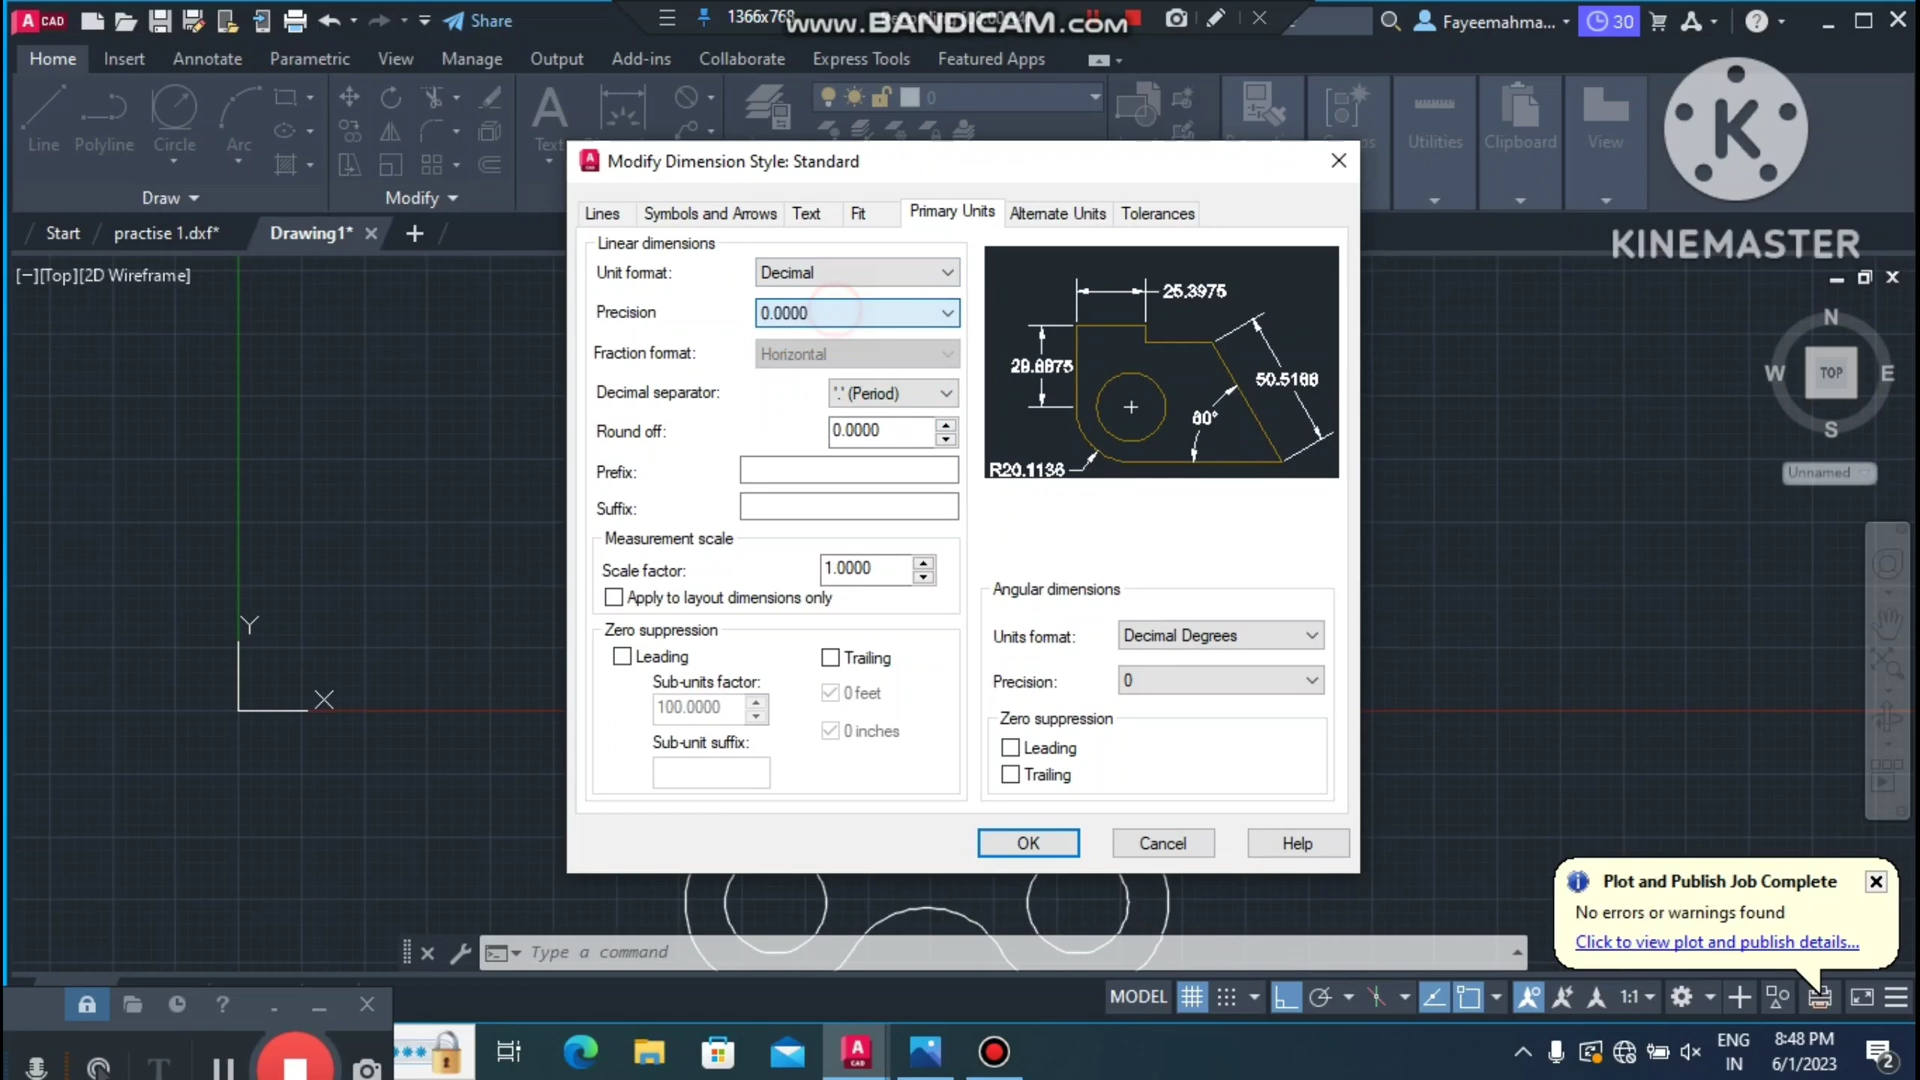 CAD
Share
1366x768
www.BANDICAM.com
Fayeemahma...
30
Home Insert Annotate Parametric View Manage Output Add-ins Collaborate Express Tools Featured Apps
0
Line Polyline Circle Arc
Text
Utilities Clipboard View
K
Draw
Modify
KINEMASTER
Start practise 1.dxf* Drawing1*
[−][Top][2D Wireframe]
Modify Dimension Style: Standard
Lines Symbols and Arrows Text Fit Primary Units Alternate Units Tolerances
Linear dimensions
Unit format: Decimal
Precision 0.0000
Fraction format: Horizontal
Decimal separator: '.' (Period)
Round off: 0.0000
Prefix:
Suffix:
Measurement scale
Scale factor: 1.0000
Apply to layout dimensions only
Zero suppression
Leading
Trailing
Sub-units factor:
100.0000
0 feet
0 inches
Sub-unit suffix:
25.3975
50.5188
60°
R20.1136
Angular dimensions
Units format: Decimal Degrees
Precision: 0
Zero suppression
Leading
Trailing
OK Cancel Help
N
W TOP E
S
Unnamed
Y
X
Plot and Publish Job Complete
No errors or warnings found
Click to view plot and publish details...
Type a command
MODEL
1:1
T
CAD
ENG
IN
8:48 PM
6/1/2023
2